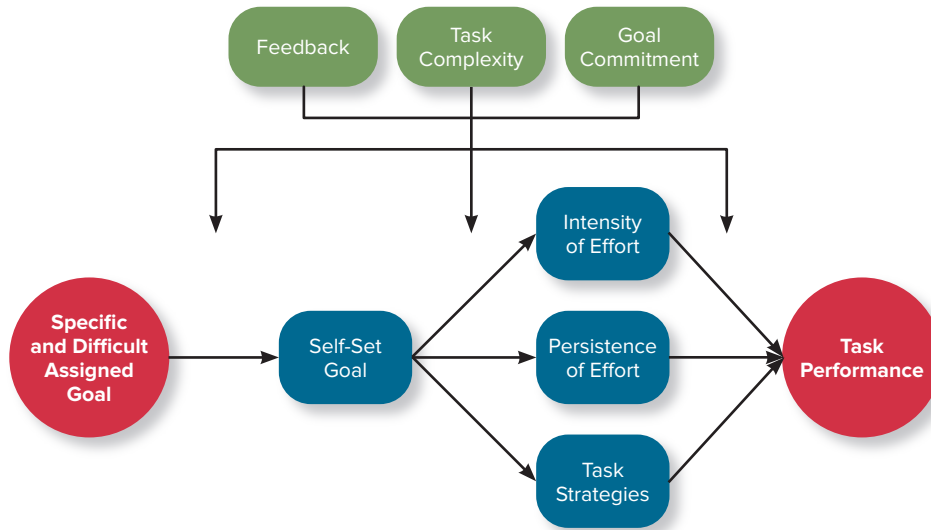 Feedback
Task
Complexity
Goal
Commitment
Intensity
of Effort
Specific
and Difficult
Assigned
Goal
Self-Set
Goal
Persistence
of Effort
Task
Performance
Task
Strategies